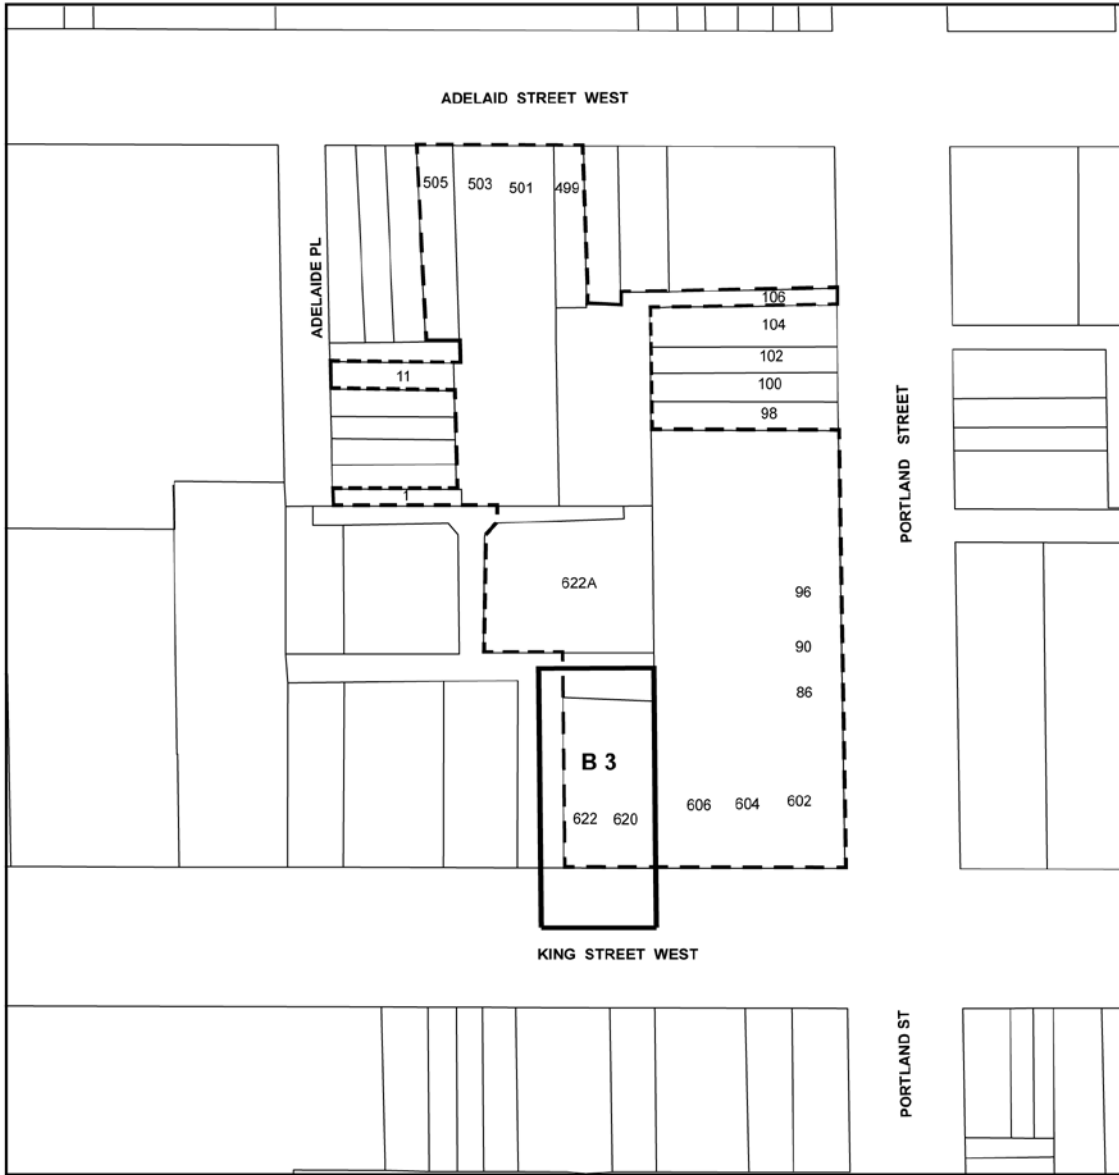 ADELAID STREET WEST
505 503 501 499
ADELAIDE PL
106
104
102
11
100
98
PORTLAND STREET
1
622A
96
90
86
B 3
622 620
606 604 602
KING STREET WEST
PORTLAND ST